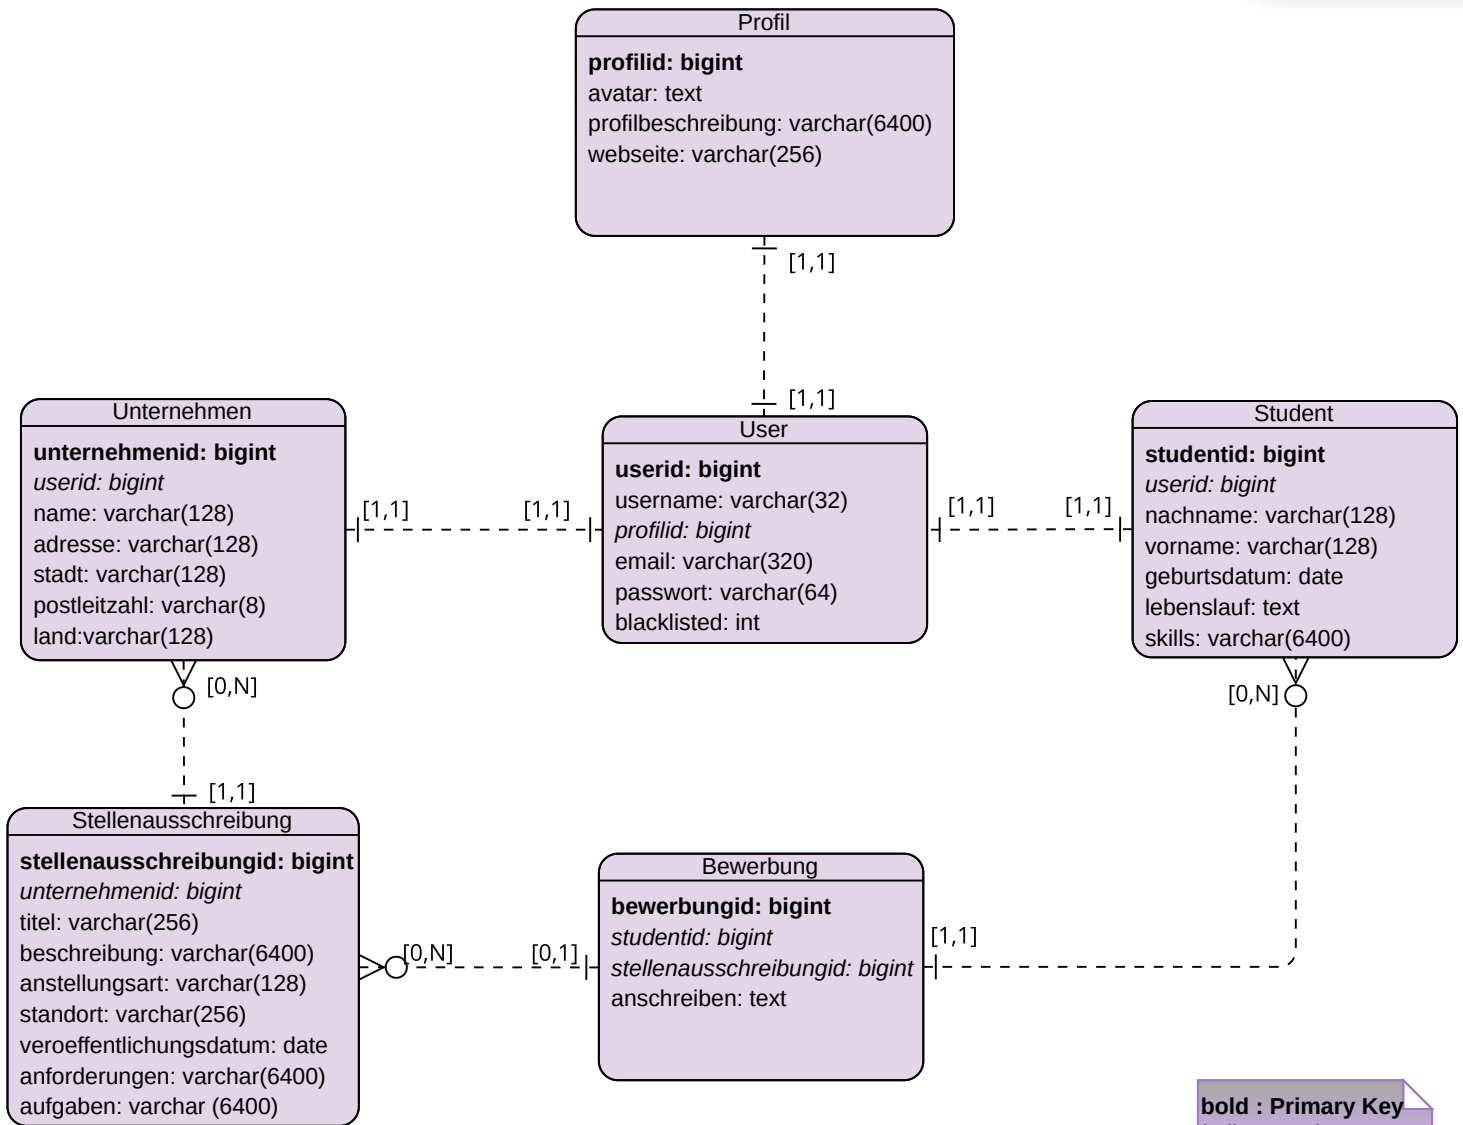 Profil
profilid: bigint
avatar: text
profilbeschreibung: varchar(6400)
webseite: varchar(256)
[1,1]
[1,1]
Unternehmen
unternehmenid: bigint
userid: bigint
name: varchar(128)
adresse: varchar(128)
stadt: varchar(128)
postleitzahl: varchar(8)
land:varchar(128)
[1,1]
[1,1]
User
userid: bigint
username: varchar(32)
profilid: bigint
email: varchar(320)
passwort: varchar(64)
blacklisted: int
[1,1]
[1,1]
Student
studentid: bigint
userid: bigint
nachname: varchar(128)
vorname: varchar(128)
geburtsdatum: date
lebenslauf: text
skills: varchar(6400)
[0,N]
[0,N]
[1,1]
Stellenausschreibung
stellenausschreibungid: bigint
unternehmenid: bigint
titel: varchar(256)
beschreibung: varchar(6400)
anstellungsart: varchar(128)
standort: varchar(256)
veroeffentlichungsdatum: date
anforderungen: varchar(6400)
aufgaben: varchar (6400)
[0,N]
[0,1]
Bewerbung
bewerbungid: bigint
studentid: bigint
stellenausschreibungid: bigint
anschreiben: text
[1,1]
bold : Primary Key